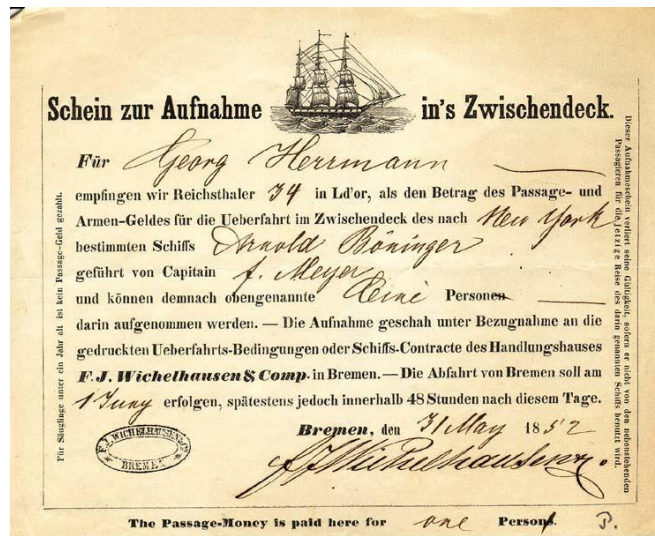 Schein zur Aufnahme in's Zwischendeck.
Für Georg Herrmann
empfingen wir Reichsthaler 34 in Ld'or, als den Betrag des Passage- und
Armen-Geldes für die Ueberfahrt im Zwischendeck des nach New York
bestimmten Schiffs Arnold Böninger
geführt von Capitain f. Meyer
und können demnach obengenannte Eine Personen
darin aufgenommen werden. — Die Aufnahme geschah unter Bezugnahme an die
gedruckten Ueberfahrts-Bedingungen oder Schiffs-Contracte des Handlungshauses
F. J. Wichelhausen & Comp. in Bremen. — Die Abfahrt von Bremen soll am
1 Juny erfolgen, spätestens jedoch innerhalb 48 Stunden nach diesem Tage.
Bremen, den 31 May 1852
F. J. WICHELHAUSEN & Co
BREMEN
FJWichelhausen
The Passage-Money is paid here for one Person. P.
Für Säuglinge unter ein Jahr alt ist kein Passage-Geld gezahlt.
Dieser Aufnahmeschein verliert seine Gültigkeit, sofern er nicht von den nebenstehenden
Passagieren für die jetzige Reise des darin genannten Schiffs benutzt wird.